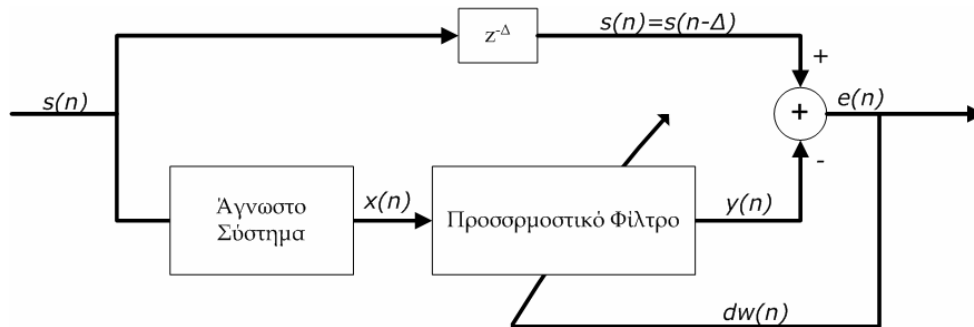 z-Δ
s(n)=s(n-Δ)
+
s(n)
+
e(n)
-
Άγνωστο
Σύστημα
x(n)
Προσσρμοστικό Φίλτρο
y(n)
dw(n)